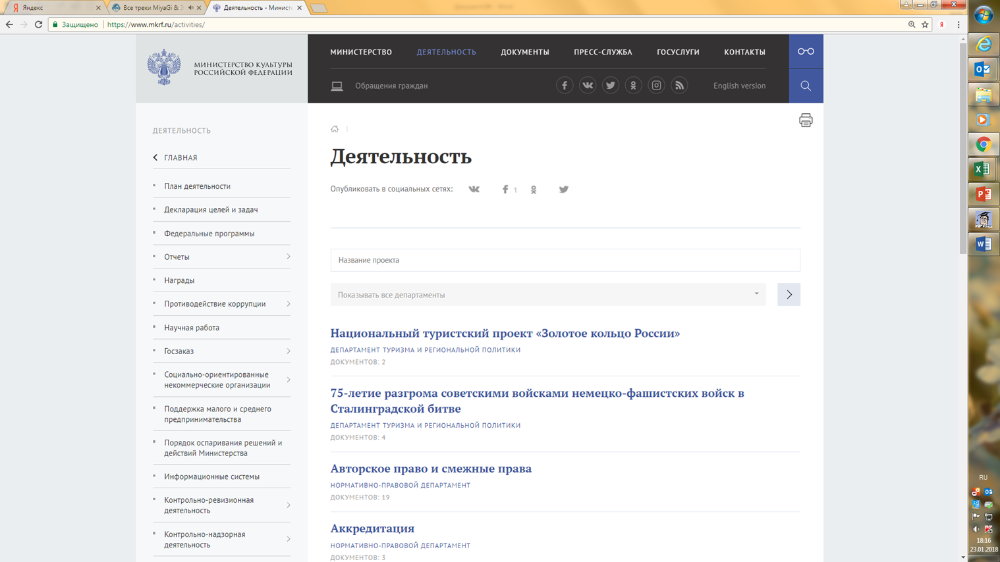 Яндекс
Все треки MiyaGi & Э
Деятельность - Минист
Защищено
https://www.mkrf.ru/activities/
МИНИСТЕРСТВО КУЛЬТУРЫ
РОССИЙСКОЙ ФЕДЕРАЦИИ
МИНИСТЕРСТВО
ДЕЯТЕЛЬНОСТЬ
ДОКУМЕНТЫ
ПРЕСС-СЛУЖБА
ГОСУСЛУГИ
КОНТАКТЫ
Обращения граждан
English version
ДЕЯТЕЛЬНОСТЬ
ГЛАВНАЯ
План деятельности
Декларация целей и задач
Федеральные программы
Отчеты
Награды
Противодействие коррупции
Научная работа
Госзаказ
Социально-ориентированные
некоммерческие организации
Поддержка малого и среднего
предпринимательства
Порядок оспаривания решений и
действий Министерства
Информационные системы
Контрольно-ревизионная
деятельность
Контрольно-надзорная
деятельность
Деятельность
Опубликовать в социальных сетях:
1
Название проекта
Показывать все департаменты
Национальный туристский проект «Золотое кольцо России»
ДЕПАРТАМЕНТ ТУРИЗМА И РЕГИОНАЛЬНОЙ ПОЛИТИКИ
ДОКУМЕНТОВ: 2
75-летие разгрома советскими войсками немецко-фашистских войск в
Сталинградской битве
ДЕПАРТАМЕНТ ТУРИЗМА И РЕГИОНАЛЬНОЙ ПОЛИТИКИ
ДОКУМЕНТОВ: 4
Авторское право и смежные права
НОРМАТИВНО-ПРАВОВОЙ ДЕПАРТАМЕНТ
ДОКУМЕНТОВ: 19
Аккредитация
НОРМАТИВНО-ПРАВОВОЙ ДЕПАРТАМЕНТ
ДОКУМЕНТОВ: 3
RU
18:16
23.01.2018